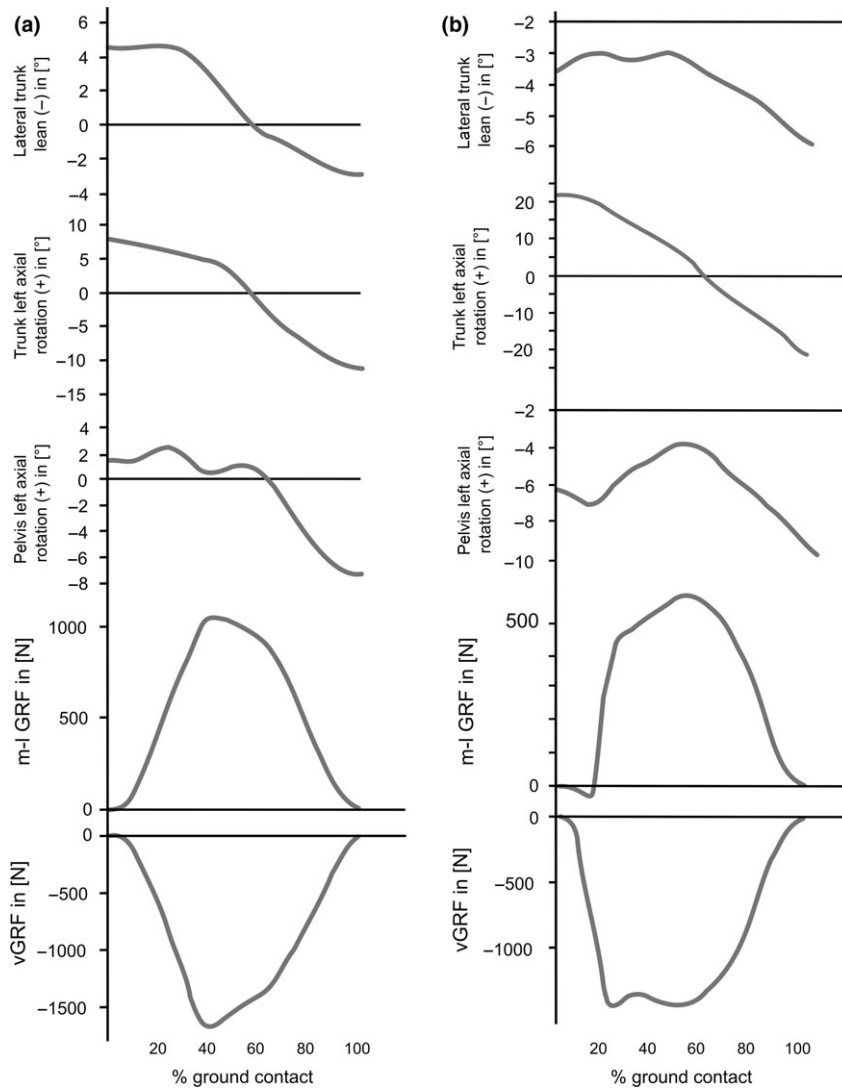 (a)
6
4
2
0
−2
−4
Lateral trunk
lean (−) in [°]
10
5
0
−5
−10
−15
Trunk left axial
rotation (+) in [°]
4
2
0
−2
−4
−6
−8
Pelvis left axial
rotation (+) in [°]
1000
500
0
m-l GRF in [N]
0
−500
−1000
−1500
vGRF in [N]
20 40 60 80 100
% ground contact
(b)
−2
−3
−4
−5
−6
Lateral trunk
lean (−) in [°]
20
10
0
−10
−20
Trunk left axial
rotation (+) in [°]
−2
−4
−6
−8
−10
Pelvis left axial
rotation (+) in [°]
500
0
m-l GRF in [N]
0
−500
−1000
vGRF in [N]
20 40 60 80 100
% ground contact